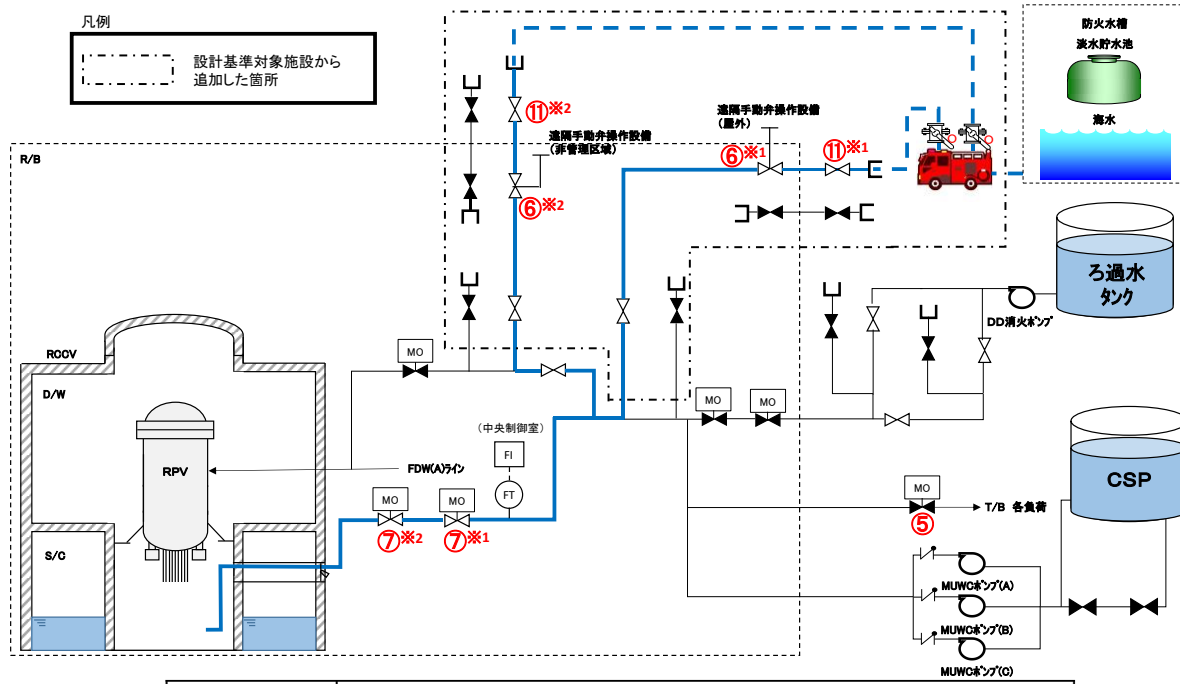 凡例
設計基準対象施設から
追加した箇所
防火水槽
淡水貯水池
海水
⑪※2
遠隔手動弁操作設備
(非管理区域)
遠隔手動弁操作設備
(屋外)
⑥※1
⑪※1
R/B
⑥※2
ろ過水
タンク
DD消火ポンプ
MO
RCCV
D/W
MO
MO
(中央制御室)
FI
RPV
FDW(A)ライン
FT
CSP
MO
T/B 各負荷
⑤
MO
MO
⑦※2
⑦※1
S/C
MUWCポンプ(A)
MUWCポンプ(B)
MUWCポンプ(C)